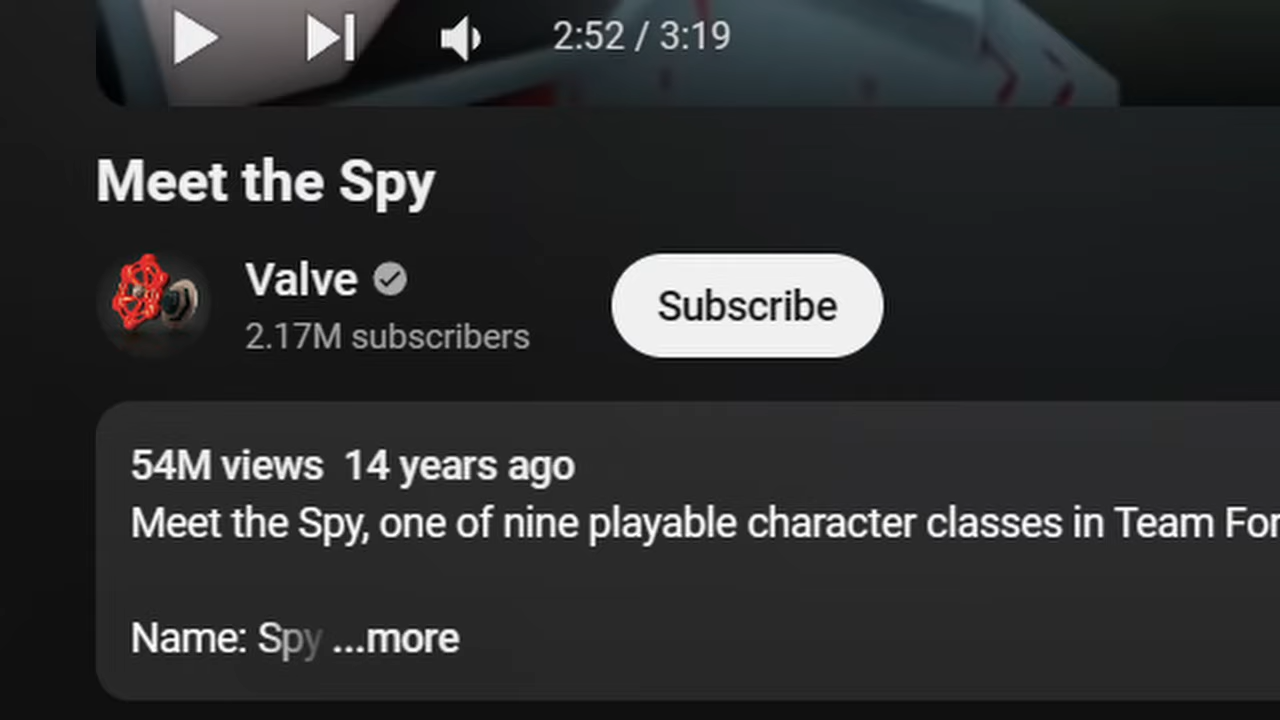 2:52 / 3:19
Meet the Spy
Valve
2.17M subscribers
Subscribe
54M views 14 years ago
Meet the Spy, one of nine playable character classes in Team For
Name: Spy ...more